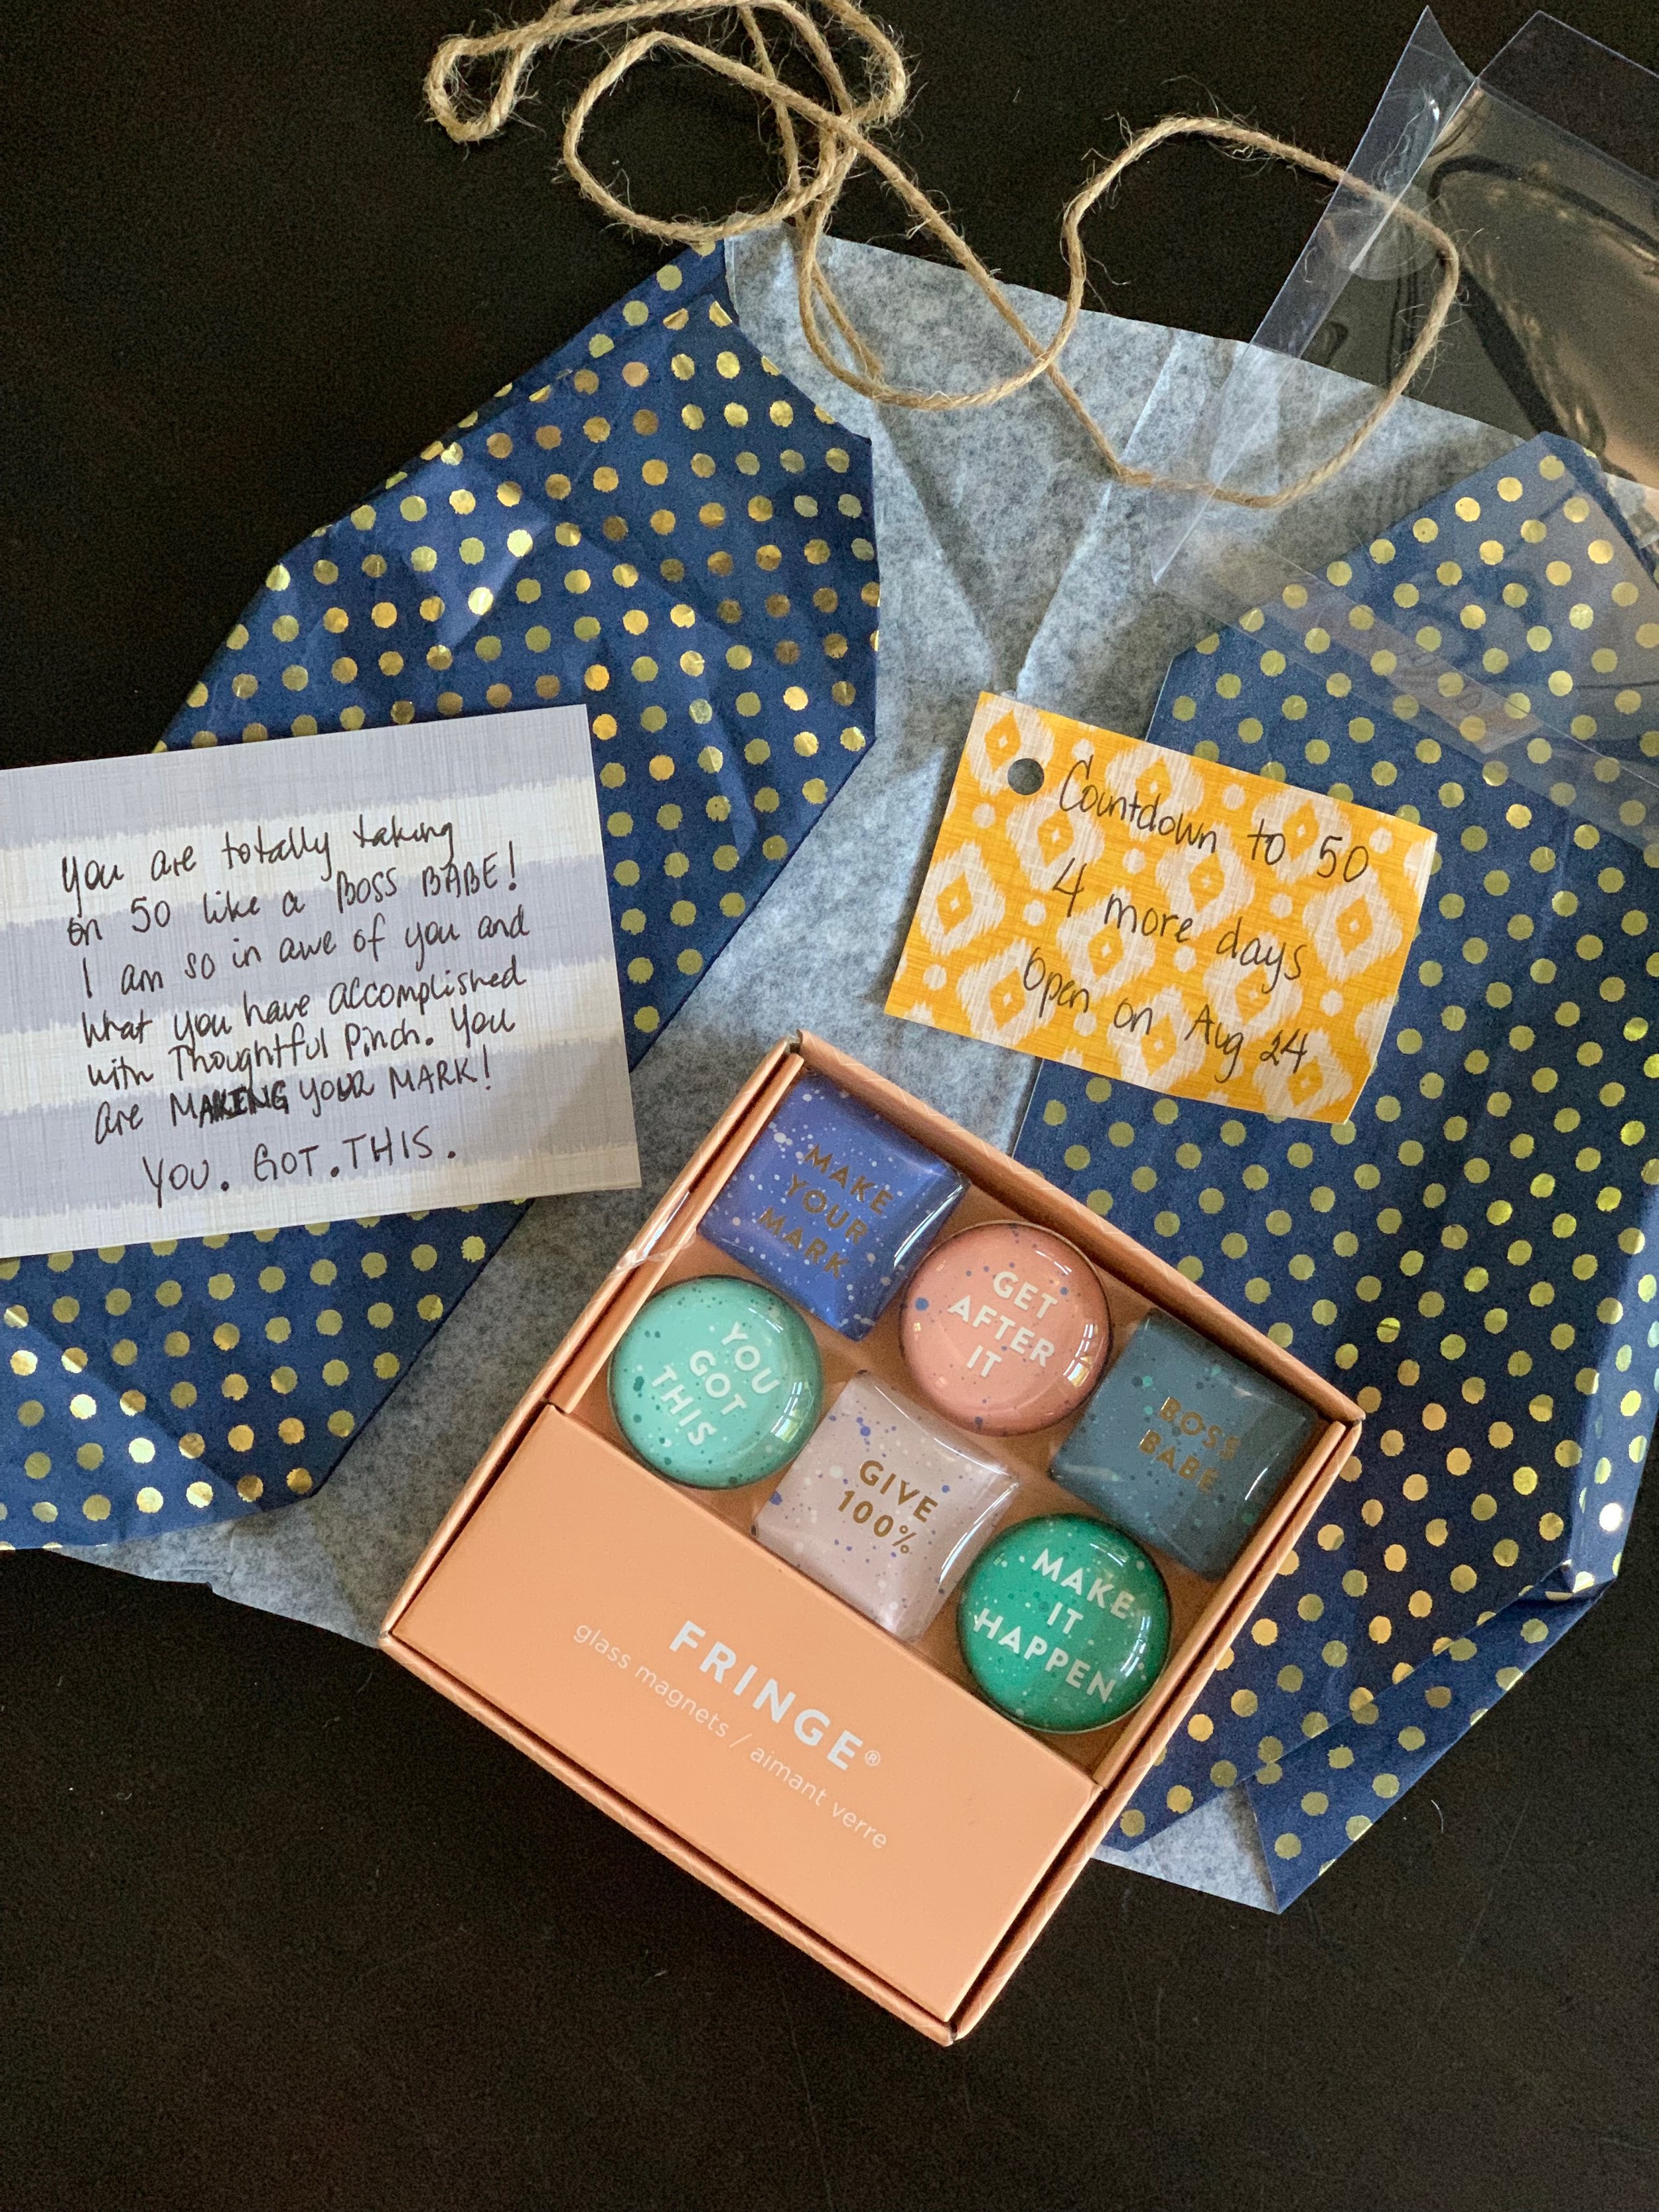 You are totally taking
on 50 like a BOSS BABE!
I am so in awe of you and
what you have accomplished
with Thoughtful Pinch. You
are MAKING YOUR MARK!
YOU. GOT. THIS.
Countdown to 50
4 more days
Open on Aug 24
MAKE
YOUR
MARK
GET
AFTER
IT
BOSS
BABE
YOU
GOT
THIS
GIVE
100%
MAKE
IT
HAPPEN
FRINGE®
glass magnets / aimant verre